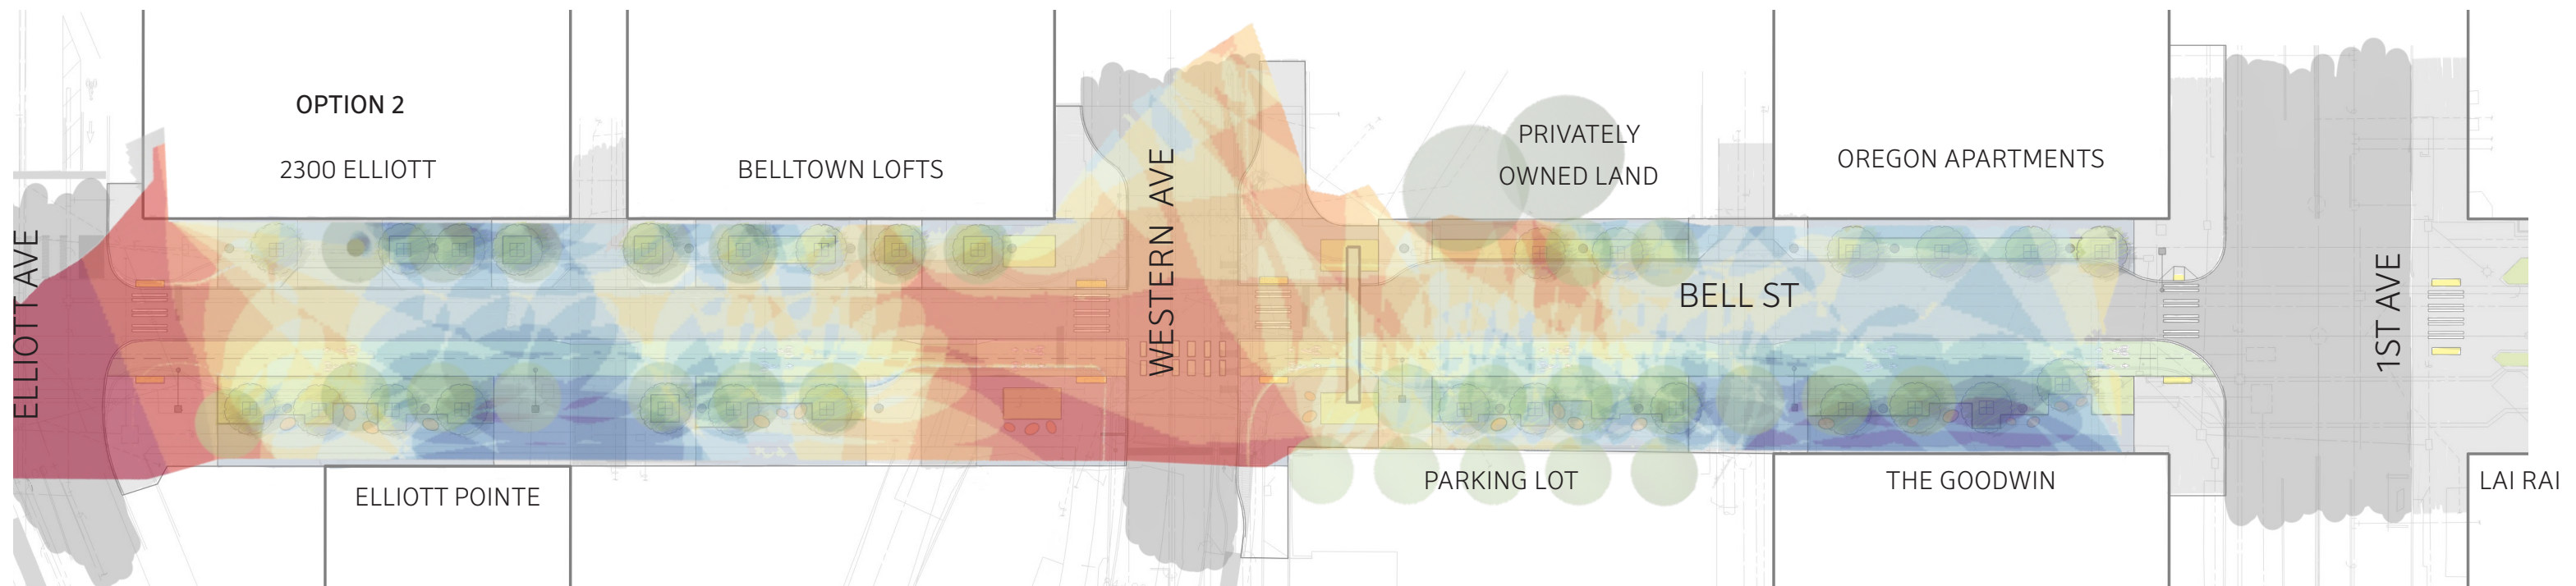 OPTION 2
2300 ELLIOTT
BELLTOWN LOFTS
PRIVATELY
OWNED LAND
OREGON APARTMENTS
ELLIOTT AVE
WESTERN AVE
BELL ST
1ST AVE
ELLIOTT POINTE
PARKING LOT
THE GOODWIN
LAI RAI